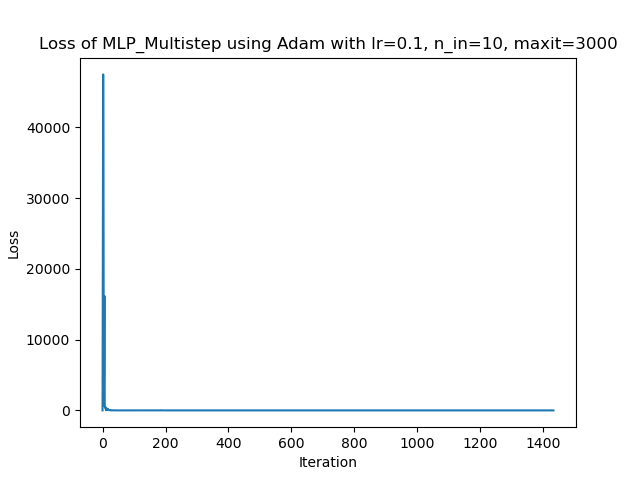 Loss of MLP_Multistep using Adam with lr=0.1, n_in=10, maxit=3000
40000
30000
20000
10000
0
Loss
0 200 400 600 800 1000 1200 1400
Iteration